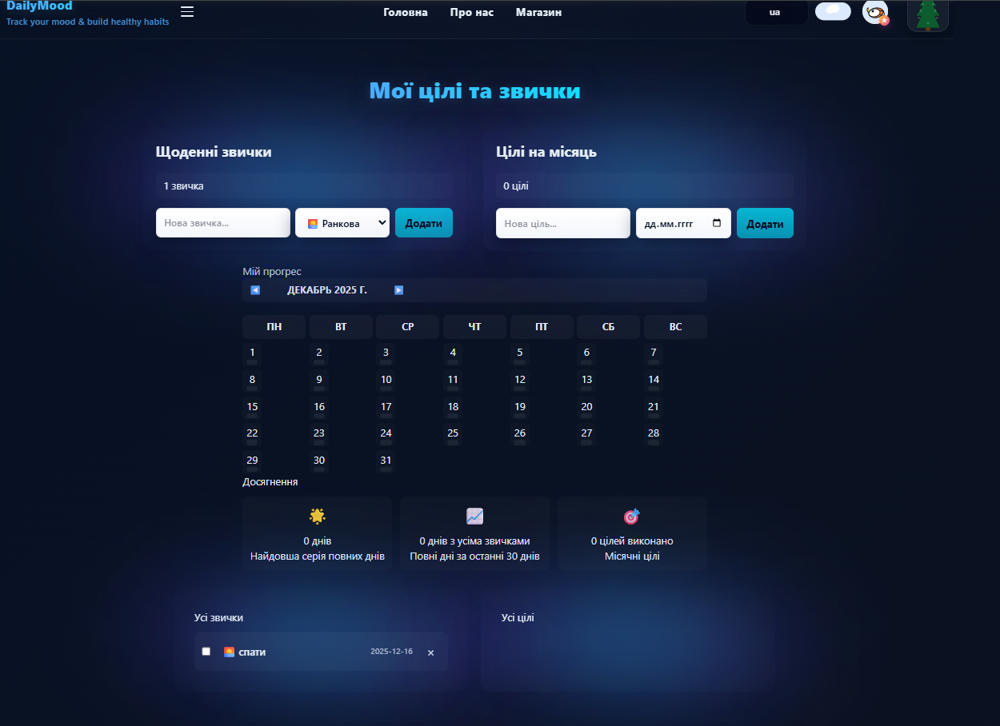 DailyMood
Track your mood & build healthy habits
Головна Про нас Магазин
ua
Мої цілі та звички
Щоденні звички
1 звичка
Нова звичка...
Ранкова
Додати
Цілі на місяць
0 цілі
Нова ціль...
дд.мм.гггг
Додати
Мій прогрес
ДЕКАБРЬ 2025 Г.
ПН ВТ СР ЧТ ПТ СБ ВС
1 2 3 4 5 6 7
8 9 10 11 12 13 14
15 16 17 18 19 20 21
22 23 24 25 26 27 28
29 30 31
Досягнення
0 днів
Найдовша серія повних днів
0 днів з усіма звичками
Повні дні за останні 30 днів
0 цілей виконано
Місячні цілі
Усі звички
спати 2025-12-16 ×
Усі цілі